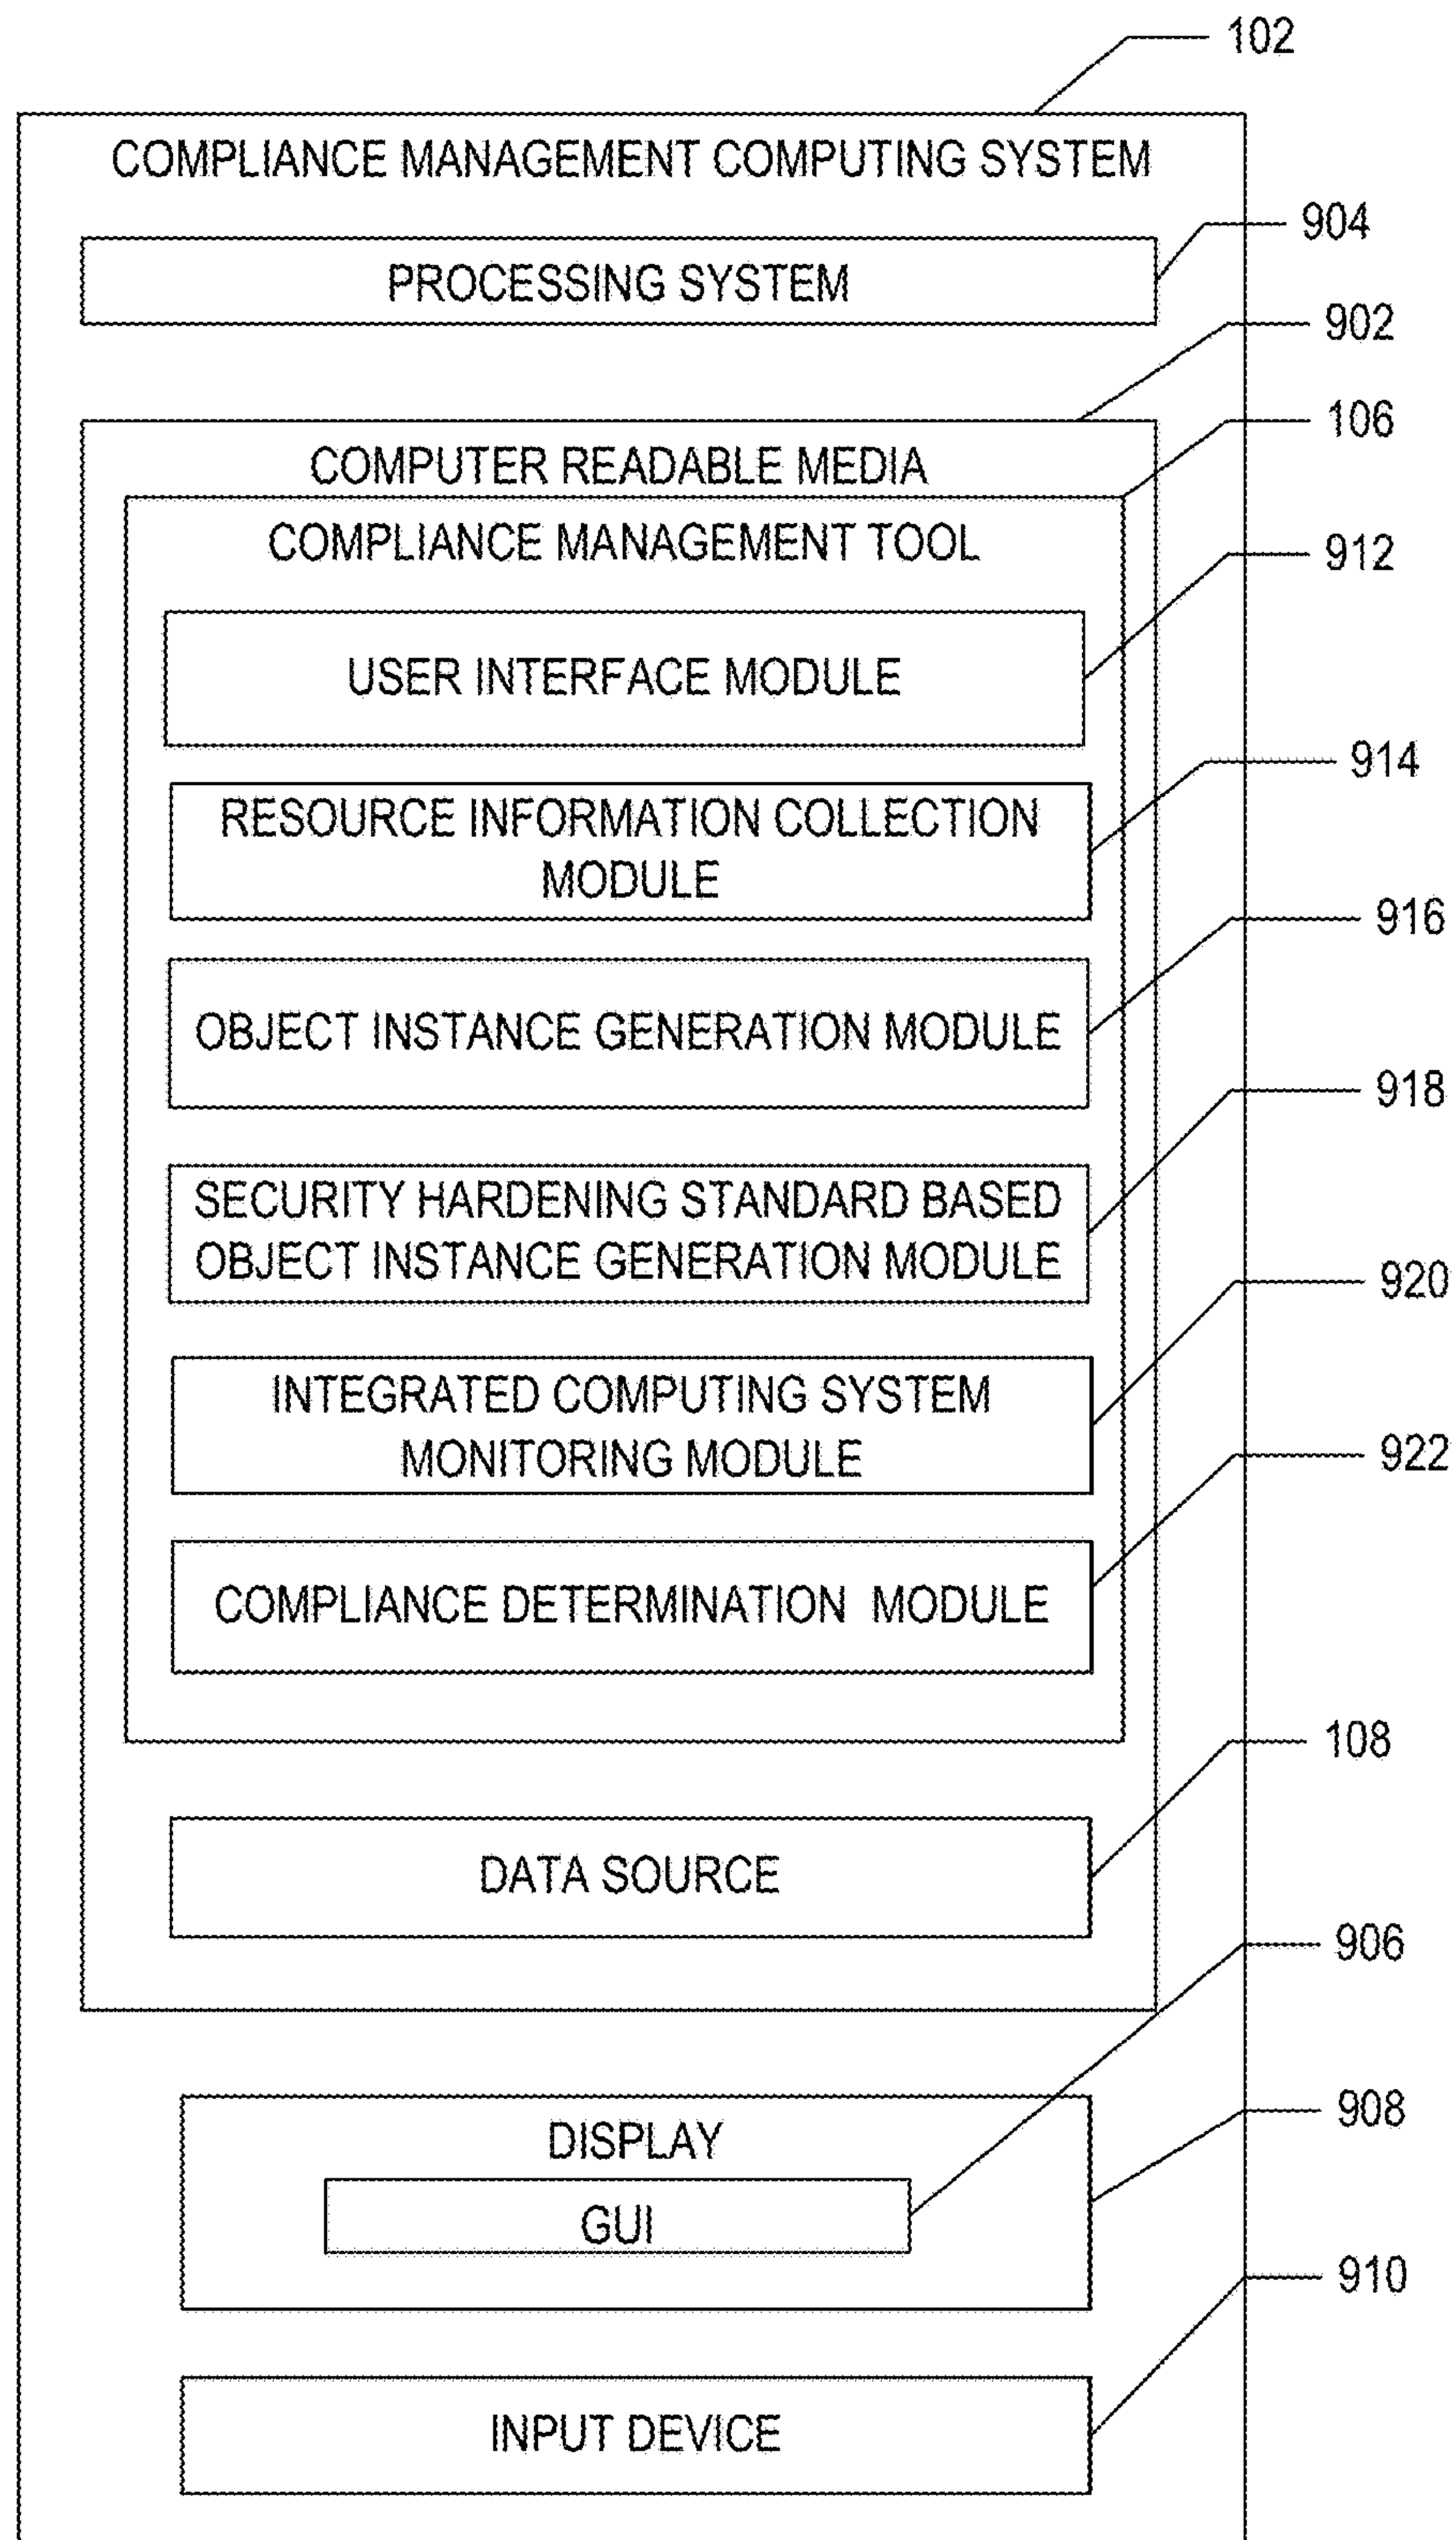 102
COMPLIANCE MANAGEMENT COMPUTING SYSTEM
904
PROCESSING SYSTEM
902
106
COMPUTER READABLE MEDIA
COMPLIANCE MANAGEMENT TOOL
912
USER INTERFACE MODULE
914
RESOURCE INFORMATION COLLECTION
MODULE
916
OBJECT INSTANCE GENERATION MODULE
918
SECURITY HARDENING STANDARD BASED
OBJECT INSTANCE GENERATION MODULE
920
INTEGRATED COMPUTING SYSTEM
MONITORING MODULE
922
COMPLIANCE DETERMINATION MODULE
108
DATA SOURCE
906
908
DISPLAY
GUI
910
INPUT DEVICE